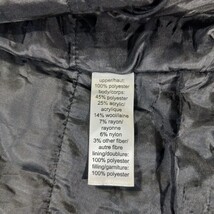 upper/haut:
100% polyester
body/corps:
45% polyester
25% acrylic/
acrylique
14% wool/laine
7% rayon/
rayonne
6% nylon
3% other fiber/
autre fibre
lining/doublure:
100% polyester
filling/garniture:
100% polyester